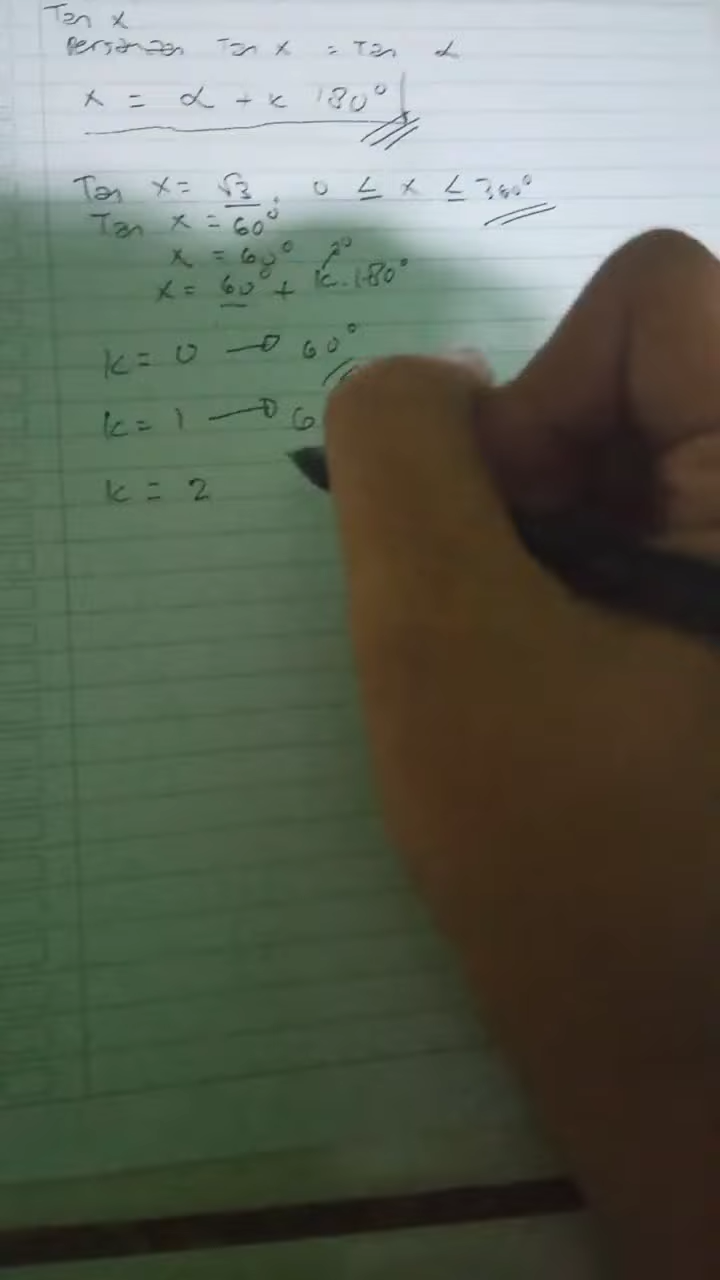 Tan x
Persamaan Tan x = Tan α
x = α + k 180°
Tan x = √3, 0 ≤ x ≤ 360°
Tan x = 60°
x = 60°
x = 60 + k.180°
k = 0 → 60°
k = 1 → 6
k = 2